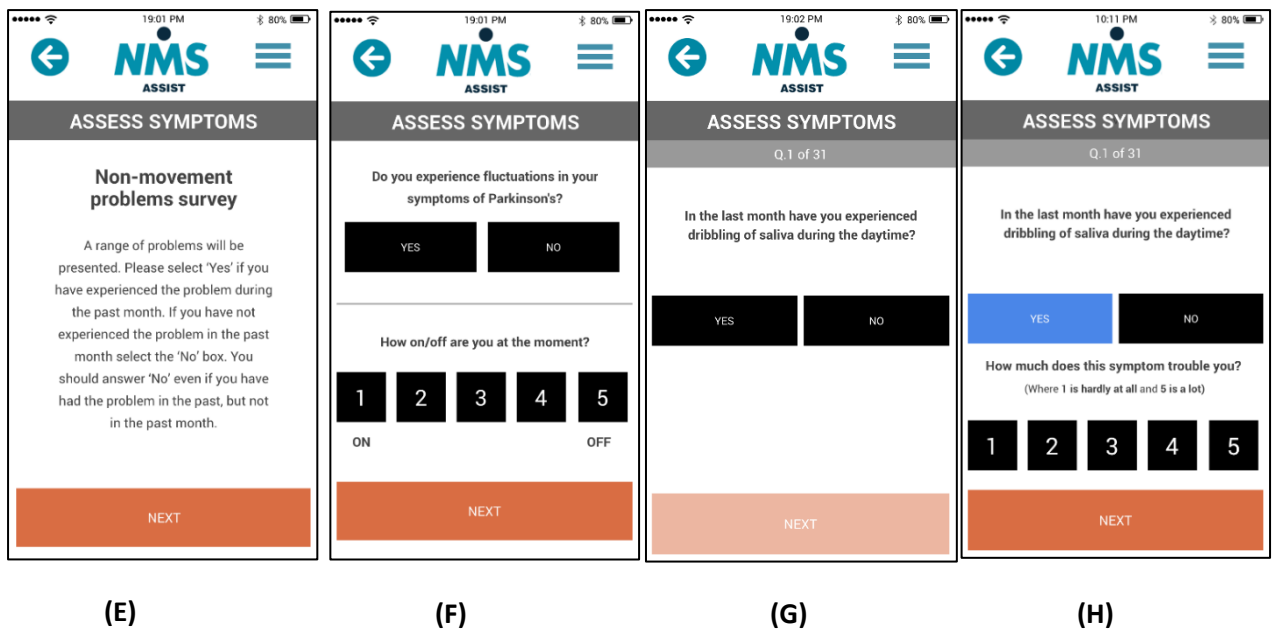 19:01 PM
80%
NMS
ASSIST
ASSESS SYMPTOMS
Non-movement
problems survey
A range of problems will be
presented. Please select ‘Yes’ if you
have experienced the problem during
the past month. If you have not
experienced the problem in the past
month select the ‘No’ box. You
should answer ‘No’ even if you have
had the problem in the past, but not
in the past month.
NEXT
(E)
19:01 PM
80%
NMS
ASSIST
ASSESS SYMPTOMS
Do you experience fluctuations in your
symptoms of Parkinson's?
YES NO
How on/off are you at the moment?
1 2 3 4 5
ON OFF
NEXT
(F)
19:02 PM
80%
NMS
ASSIST
ASSESS SYMPTOMS
Q.1 of 31
In the last month have you experienced
dribbling of saliva during the daytime?
YES NO
NEXT
(G)
10:11 PM
80%
NMS
ASSIST
ASSESS SYMPTOMS
Q.1 of 31
In the last month have you experienced
dribbling of saliva during the daytime?
YES NO
How much does this symptom trouble you?
(Where 1 is hardly at all and 5 is a lot)
1 2 3 4 5
NEXT
(H)